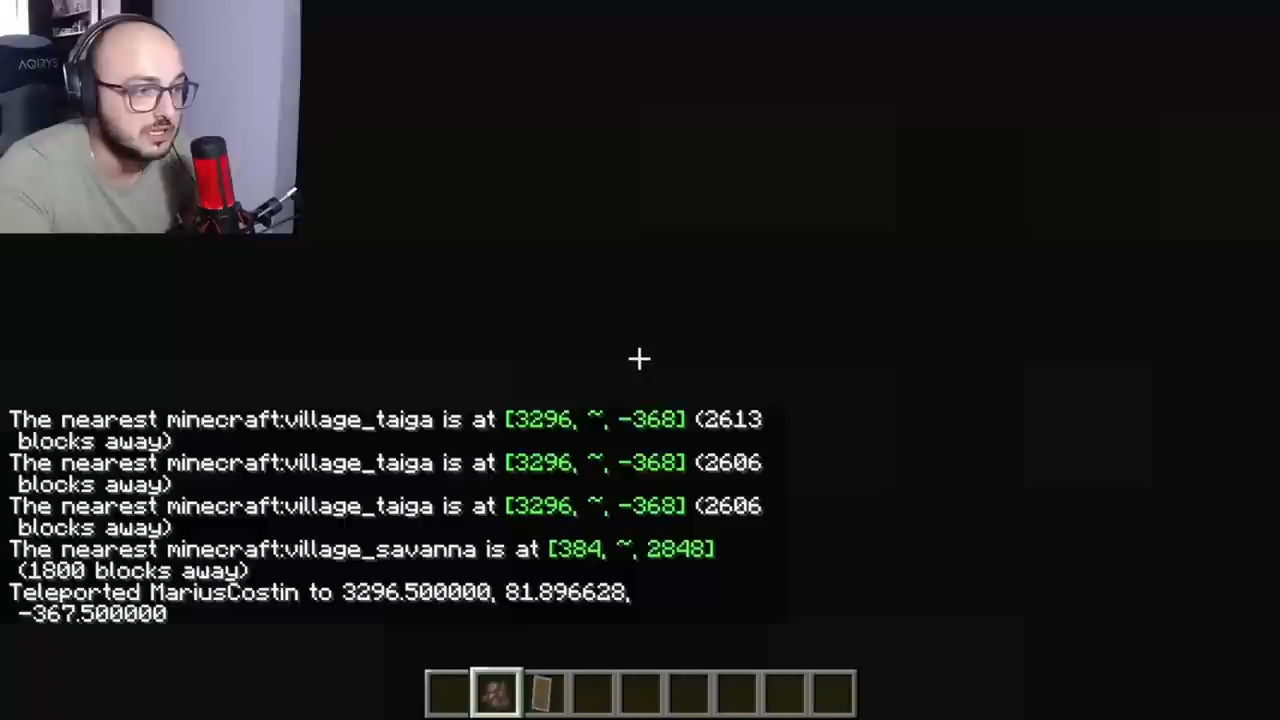 AQIRYS
The nearest minecraft:village_taiga is at [3296, ~, -368] (2613
blocks away)
The nearest minecraft:village_taiga is at [3296, ~, -368] (2606
blocks away)
The nearest minecraft:village_taiga is at [3296, ~, -368] (2606
blocks away)
The nearest minecraft:village_savanna is at [384, ~, 2848]
(1800 blocks away)
Teleported MariusCostin to 3296.500000, 81.896628,
-367.500000